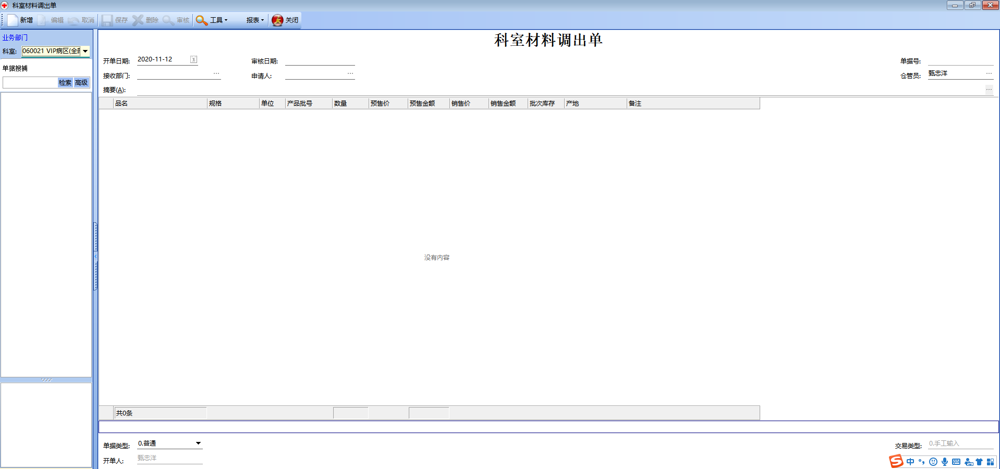 科室材料调出单
新增 编辑 取消 保存 删除 审核 工具 报表 关闭
业务部门
科室: 060021 VIP病区(全
单据搜捕
检索 高级
科室材料调出单
开单日期: 2020-11-12 审核日期: 单据号:
接收部门: ... 申请人: ... 仓管员: 甄忠洋 ...
摘要(A): ...
品名 规格 单位 产品批号 数量 预售价 预售金额 销售价 销售金额 批次库存 产地 备注
没有内容
共0条
单据类型: 0.普通 交易类型: 0.手工输入
开单人: 甄忠洋
S 中 °,